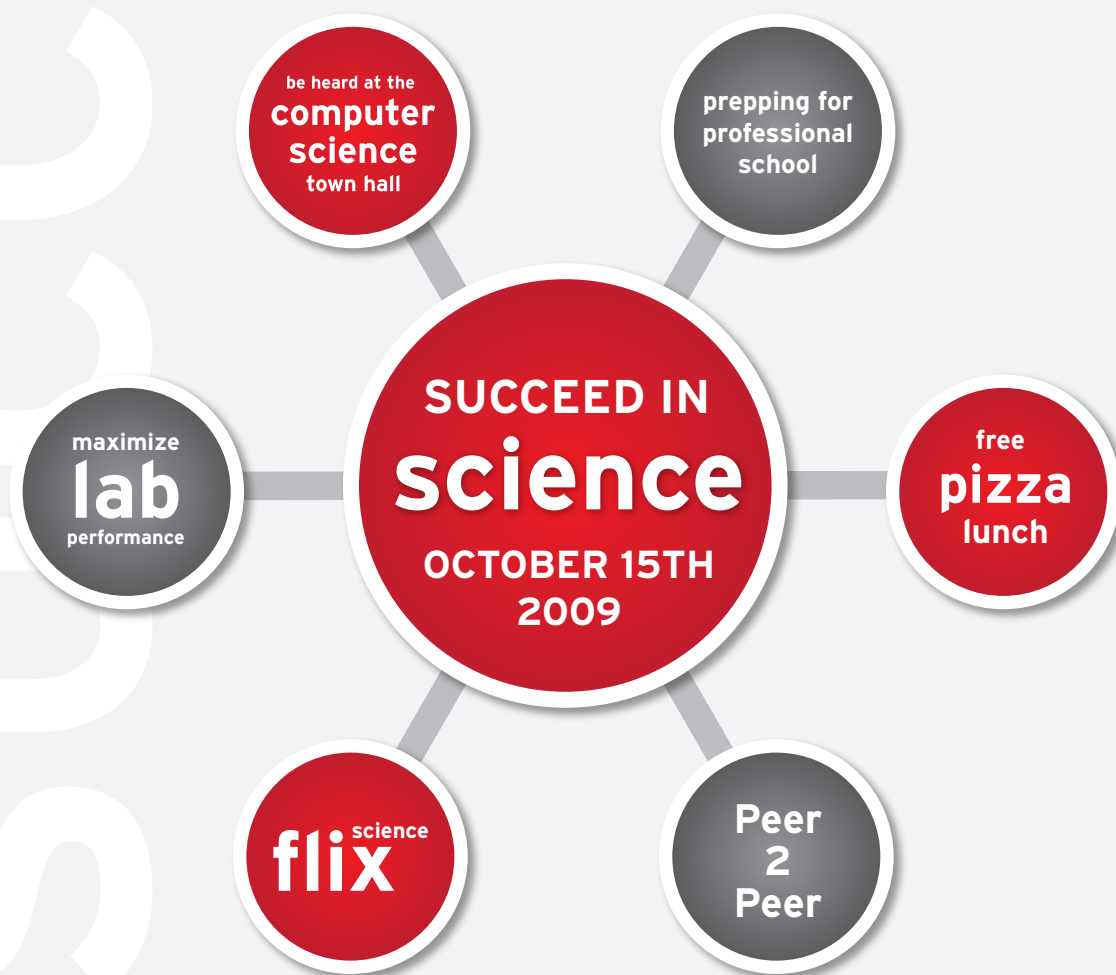 be heard at the
computer
science
town hall
prepping for
professional
school
SUCCEED IN
science
OCTOBER 15TH
2009
maximize
lab
performance
free
pizza
lunch
science
flix
Peer
2
Peer